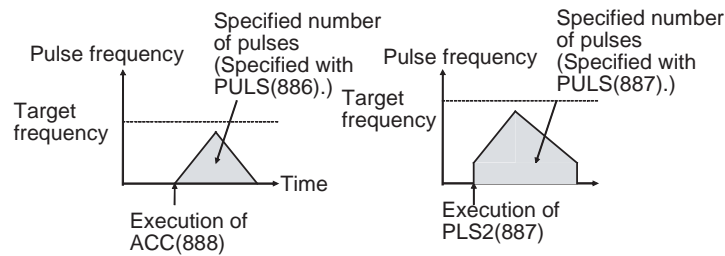 Specified number
of pulses
(Specified with
PULS(886).)
Pulse frequency
Target
frequency
Time
Execution of
ACC(888)
Specified number
of pulses
(Specified with
PULS(887).)
Pulse frequency
Target
frequency
Execution of
PLS2(887)